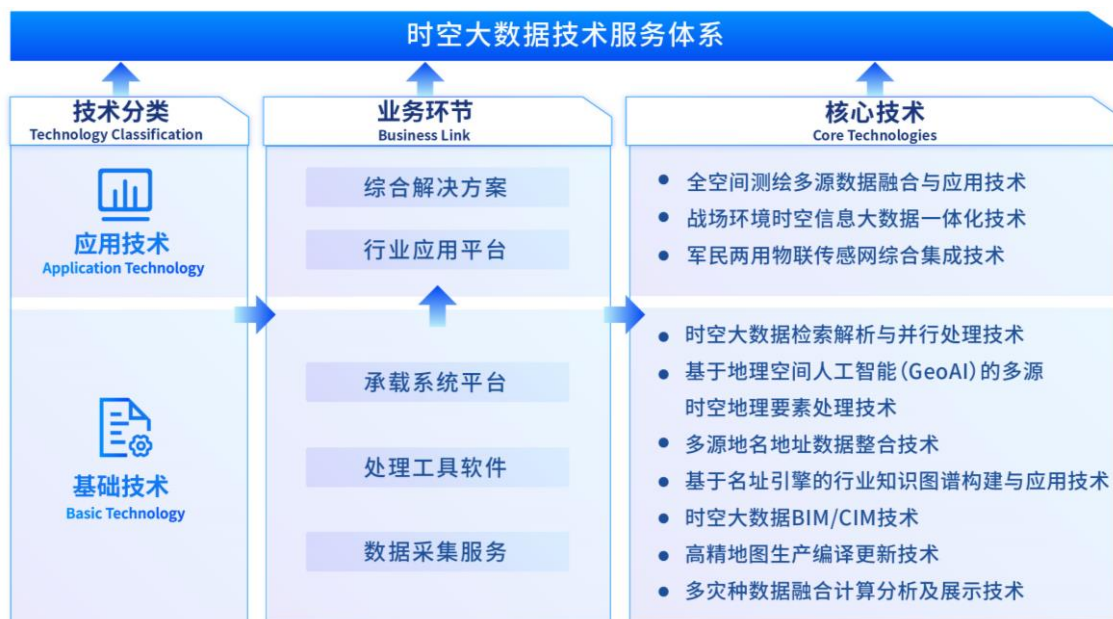 时空大数据技术服务体系
技术分类
Technology Classification
业务环节
Business Link
核心技术
Core Technologies
应用技术
Application Technology
综合解决方案
行业应用平台
全空间测绘多源数据融合与应用技术
战场环境时空信息大数据一体化技术
军民两用物联传感网综合集成技术
基础技术
Basic Technology
承载系统平台
处理工具软件
数据采集服务
时空大数据检索解析与并行处理技术
基于地理空间人工智能(GeoAI)的多源
时空地理要素处理技术
多源地名地址数据整合技术
基于名址引擎的行业知识图谱构建与应用技术
时空大数据BIM/CIM技术
高精地图生产编译更新技术
多灾种数据融合计算分析及展示技术